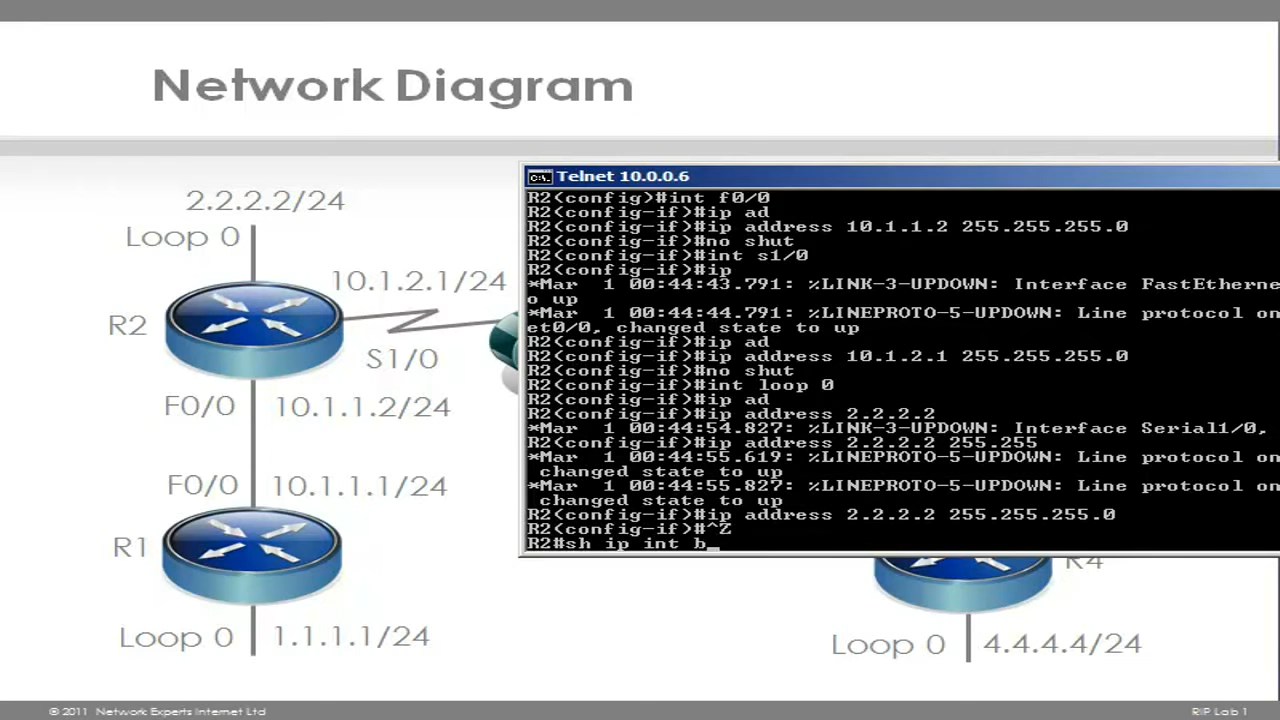 Network Diagram
2.2.2.2/24
Loop 0
10.1.2.1/24
R2
S1/0
F0/0
10.1.1.2/24
F0/0
10.1.1.1/24
R1
Loop 0
1.1.1.1/24
Telnet 10.0.0.6
R2(config)#int f0/0
R2(config-if)#ip ad
R2(config-if)#ip address 10.1.1.2 255.255.255.0
R2(config-if)#no shut
R2(config-if)#int s1/0
R2(config-if)#ip
*Mar  1 00:44:43.791: %LINK-3-UPDOWN: Interface FastEtherne
o up
*Mar  1 00:44:44.791: %LINEPROTO-5-UPDOWN: Line protocol on
et0/0, changed state to up
R2(config-if)#ip ad
R2(config-if)#ip address 10.1.2.1 255.255.255.0
R2(config-if)#no shut
R2(config-if)#int loop 0
R2(config-if)#ip ad
R2(config-if)#ip address 2.2.2.2
*Mar  1 00:44:54.827: %LINK-3-UPDOWN: Interface Serial1/0,
R2(config-if)#ip address 2.2.2.2 255.255
*Mar  1 00:44:55.619: %LINEPROTO-5-UPDOWN: Line protocol on
 changed state to up
*Mar  1 00:44:55.827: %LINEPROTO-5-UPDOWN: Line protocol on
 changed state to up
R2(config-if)#ip address 2.2.2.2 255.255.255.0
R2(config-if)#^Z
R2#sh ip int b_
R4
Loop 0
4.4.4.4/24
© 2011 Network Experts Internet Ltd
RIP Lab 1